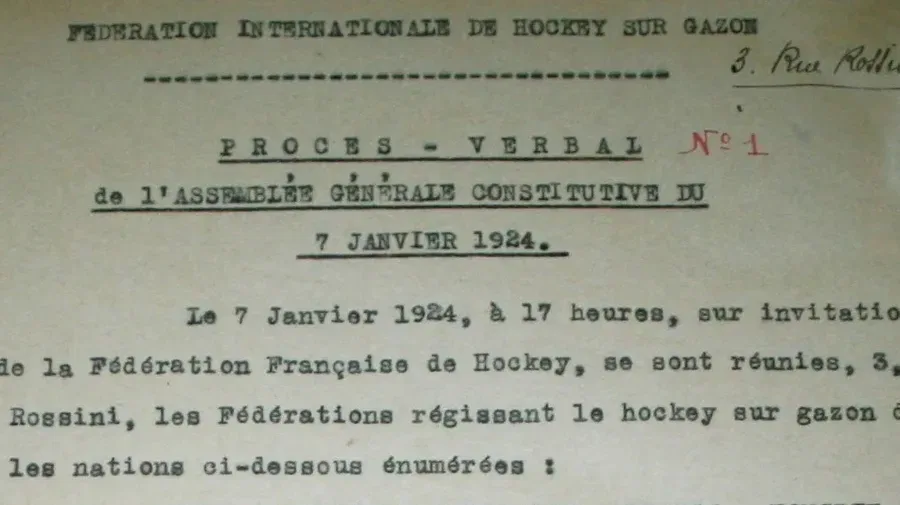 FEDERATION INTERNATIONALE DE HOCKEY SUR GAZON
3. Rue Rossini
PROCES - VERBAL N° 1
de l'ASSEMBLÉE GÉNÉRALE CONSTITUTIVE DU
7 JANVIER 1924.
Le 7 Janvier 1924, à 17 heures, sur invitatio
de la Fédération Française de Hockey, se sont réunies, 3,
Rossini, les Fédérations régissant le hockey sur gazon d
les nations ci-dessous énumérées :